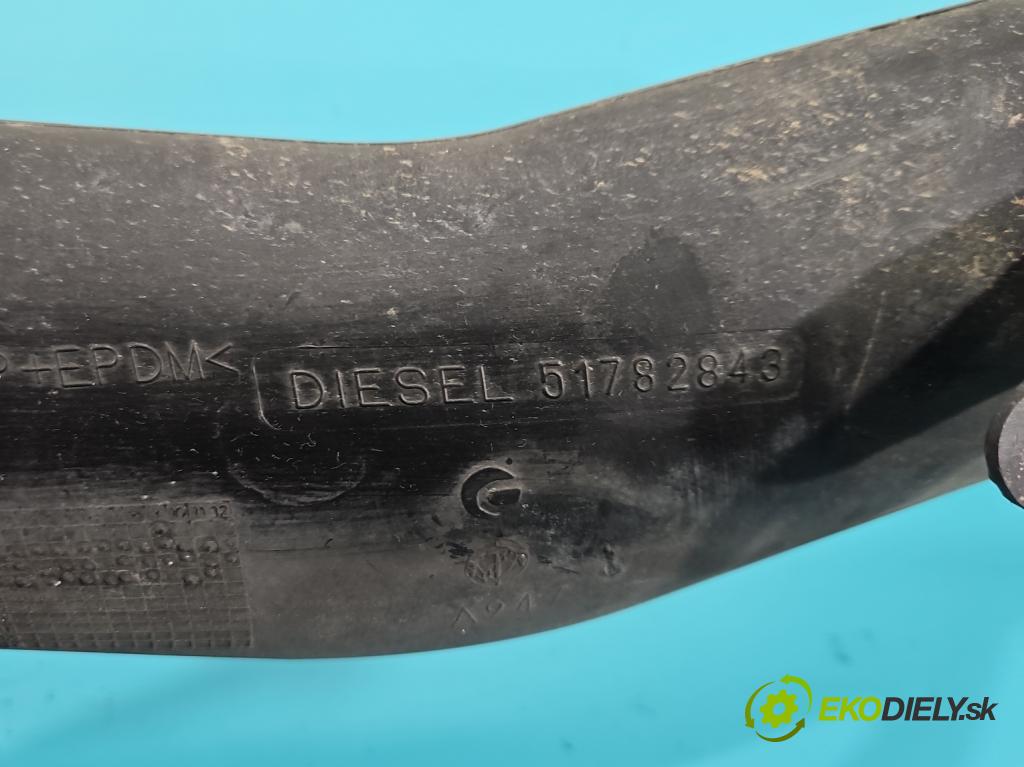 P+EPDM<
DIESEL 51782843
EKODIELY.sk